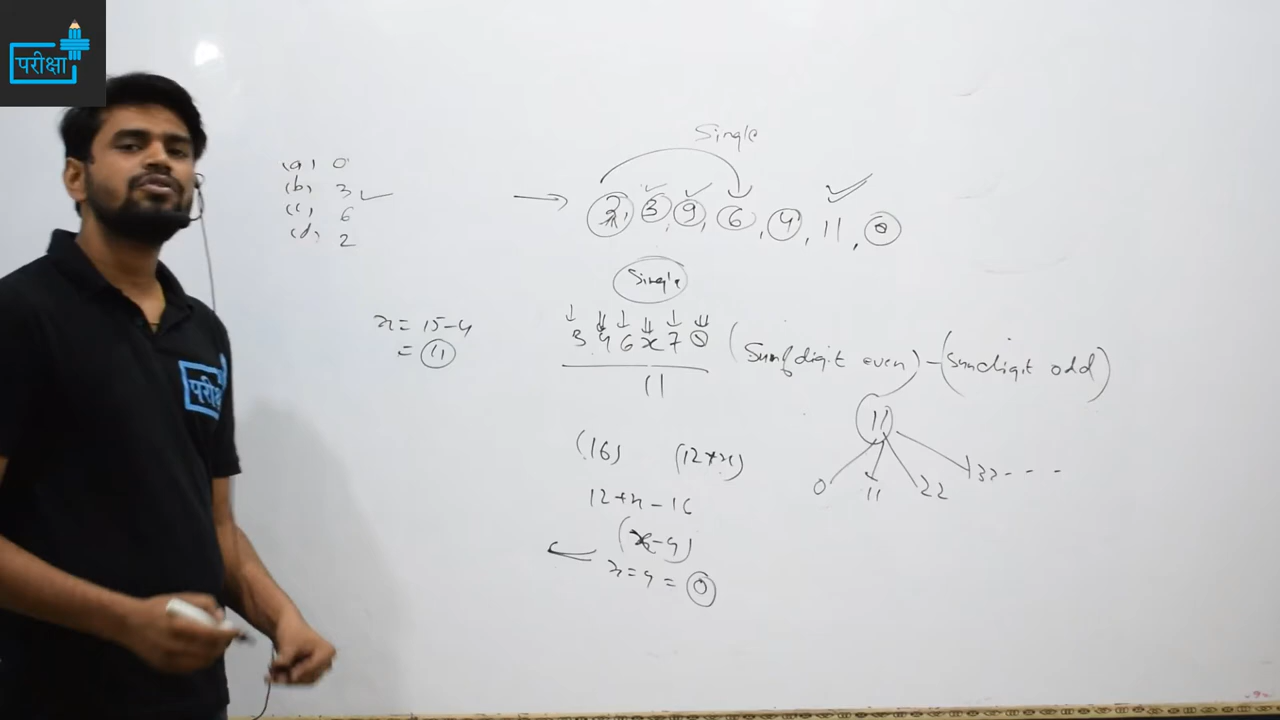 परीक्षा
Single
(a) 0
(b) 3 ✓
(c) 6
(d) 2
→ 2, 3, 9, 6, 4, 11, 0
Single
x = 15-4
= 11
3 4 6 x 7 0
11
(Sum of digit even) - (Sum digit odd)
11
0 11 22 33 - - -
(16) (12+x)
12+x-16
(x-4)
x-4 = 0
परीक्षा